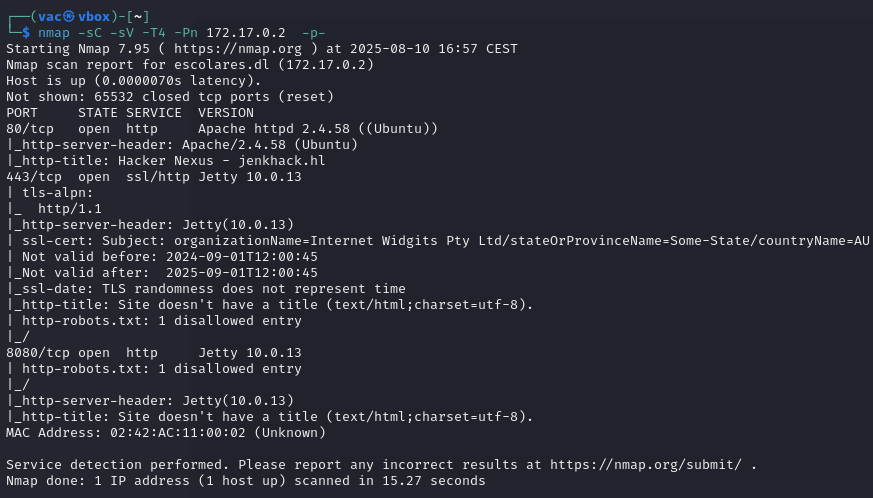 ┌──(vac㉿vbox)-[~]
└─$ nmap -sC -sV -T4 -Pn 172.17.0.2  -p-
Starting Nmap 7.95 ( https://nmap.org ) at 2025-08-10 16:57 CEST
Nmap scan report for escolares.dl (172.17.0.2)
Host is up (0.0000070s latency).
Not shown: 65532 closed tcp ports (reset)
PORT     STATE SERVICE  VERSION
80/tcp   open  http     Apache httpd 2.4.58 ((Ubuntu))
|_http-server-header: Apache/2.4.58 (Ubuntu)
|_http-title: Hacker Nexus - jenkhack.hl
443/tcp  open  ssl/http Jetty 10.0.13
| tls-alpn:
|_  http/1.1
|_http-server-header: Jetty(10.0.13)
| ssl-cert: Subject: organizationName=Internet Widgits Pty Ltd/stateOrProvinceName=Some-State/countryName=AU
| Not valid before: 2024-09-01T12:00:45
|_Not valid after:  2025-09-01T12:00:45
|_ssl-date: TLS randomness does not represent time
|_http-title: Site doesn't have a title (text/html;charset=utf-8).
| http-robots.txt: 1 disallowed entry
|_/
8080/tcp open  http     Jetty 10.0.13
| http-robots.txt: 1 disallowed entry
|_/
|_http-server-header: Jetty(10.0.13)
|_http-title: Site doesn't have a title (text/html;charset=utf-8).
MAC Address: 02:42:AC:11:00:02 (Unknown)

Service detection performed. Please report any incorrect results at https://nmap.org/submit/ .
Nmap done: 1 IP address (1 host up) scanned in 15.27 seconds